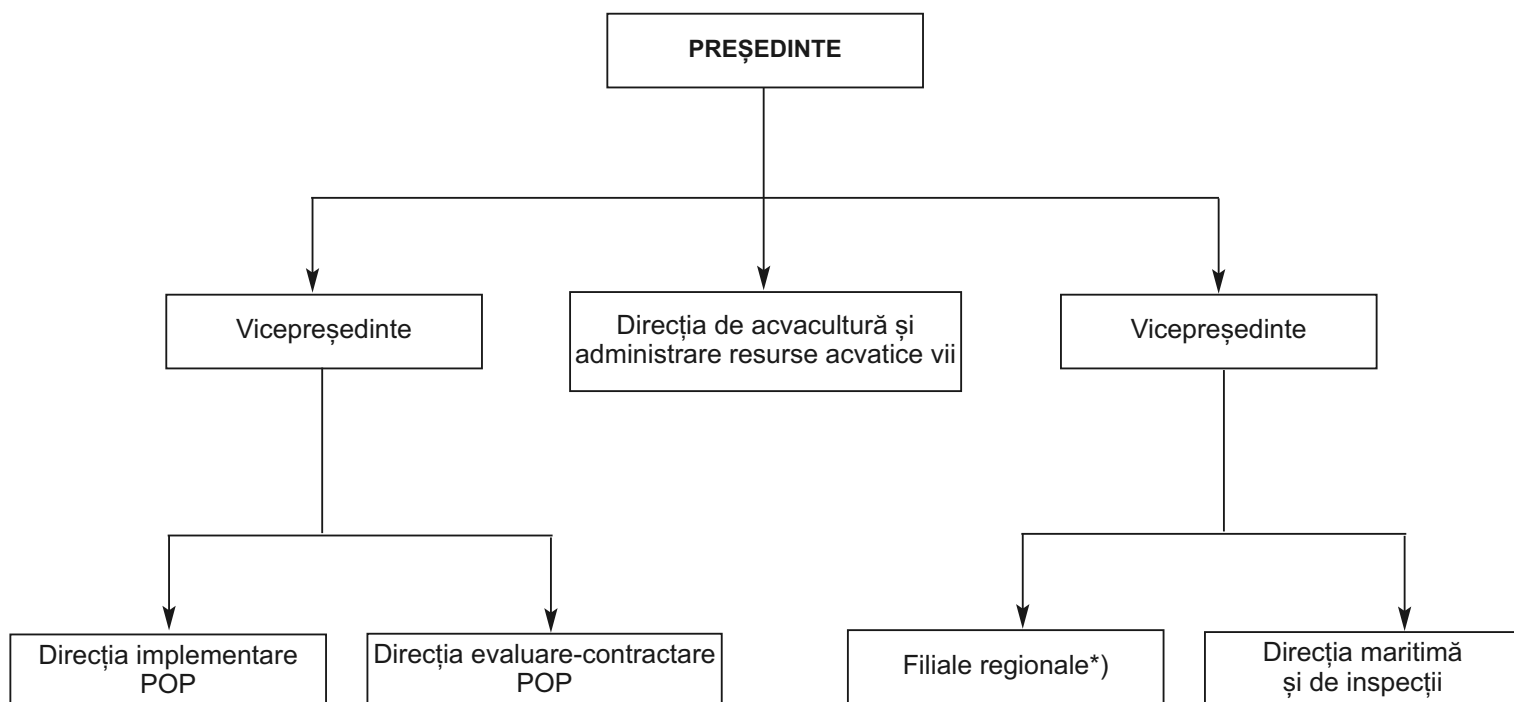 PREȘEDINTE
Vicepreședinte
Direcția de acvacultură și
administrare resurse acvatice vii
Vicepreședinte
Direcția implementare
POP
Direcția evaluare-contractare
POP
Filiale regionale*)
Direcția maritimă
și de inspecții